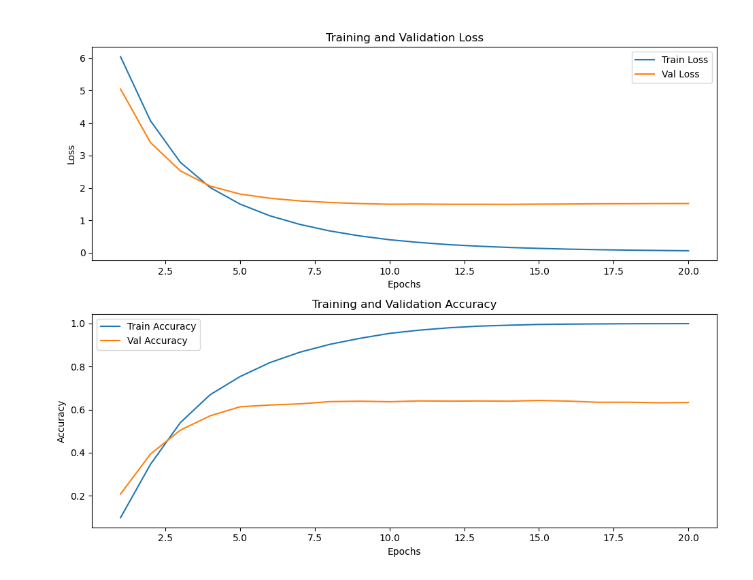 Training and Validation Loss
6
5
4
3
2
1
0
Loss
Train Loss
Val Loss
2.5 5.0 7.5 10.0 12.5 15.0 17.5 20.0
Epochs
Training and Validation Accuracy
1.0
0.8
0.6
0.4
0.2
Accuracy
Train Accuracy
Val Accuracy
2.5 5.0 7.5 10.0 12.5 15.0 17.5 20.0
Epochs